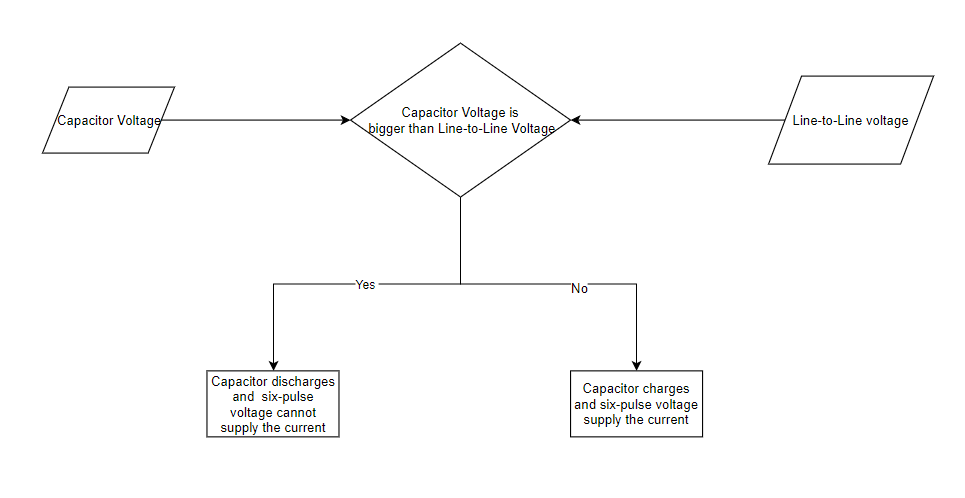 Capacitor Voltage is
bigger than Line-to-Line Voltage
Capacitor Voltage
Line-to-Line voltage
Yes
No
Capacitor discharges
and six-pulse
voltage cannot
supply the current
Capacitor charges
and six-pulse voltage
supply the current